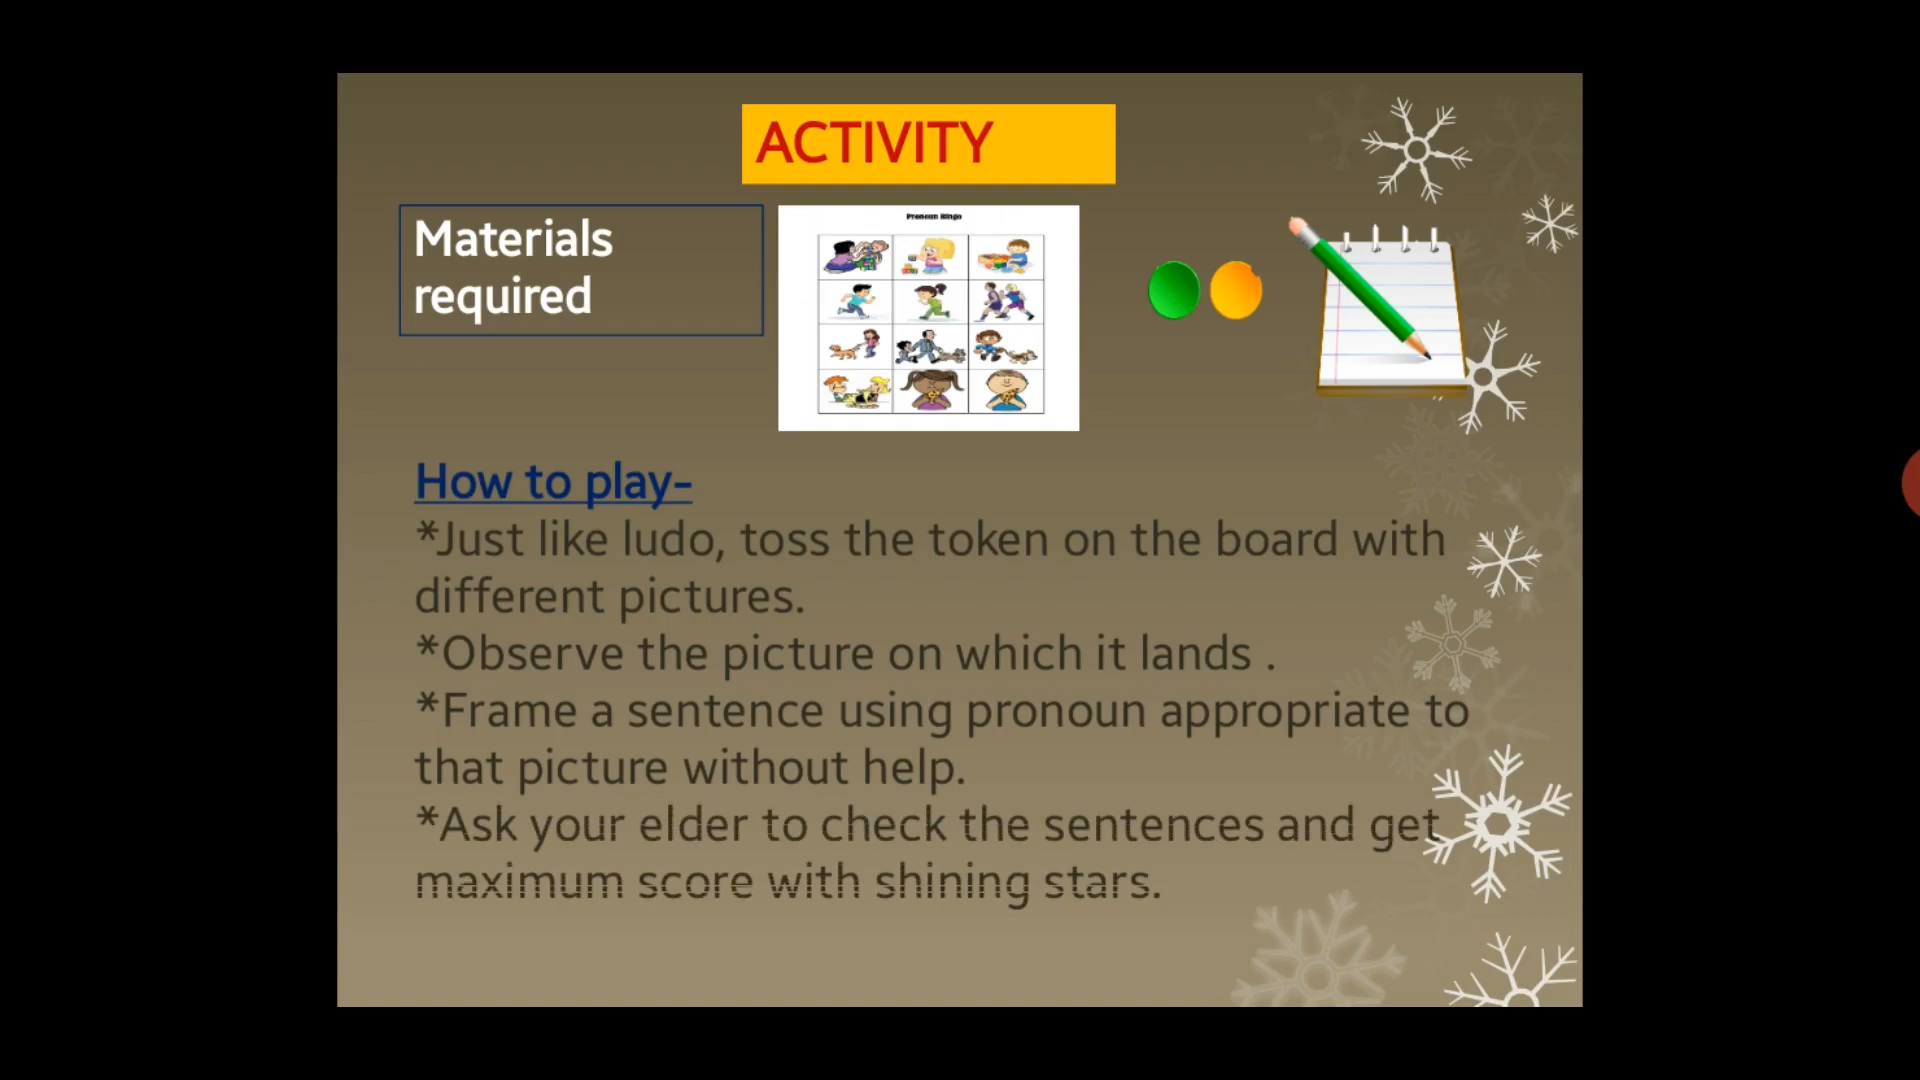 ACTIVITY
Materials
required
Pronoun Bingo
How to play-
*Just like ludo, toss the token on the board with
different pictures.
*Observe the picture on which it lands .
*Frame a sentence using pronoun appropriate to
that picture without help.
*Ask your elder to check the sentences and get
maximum score with shining stars.